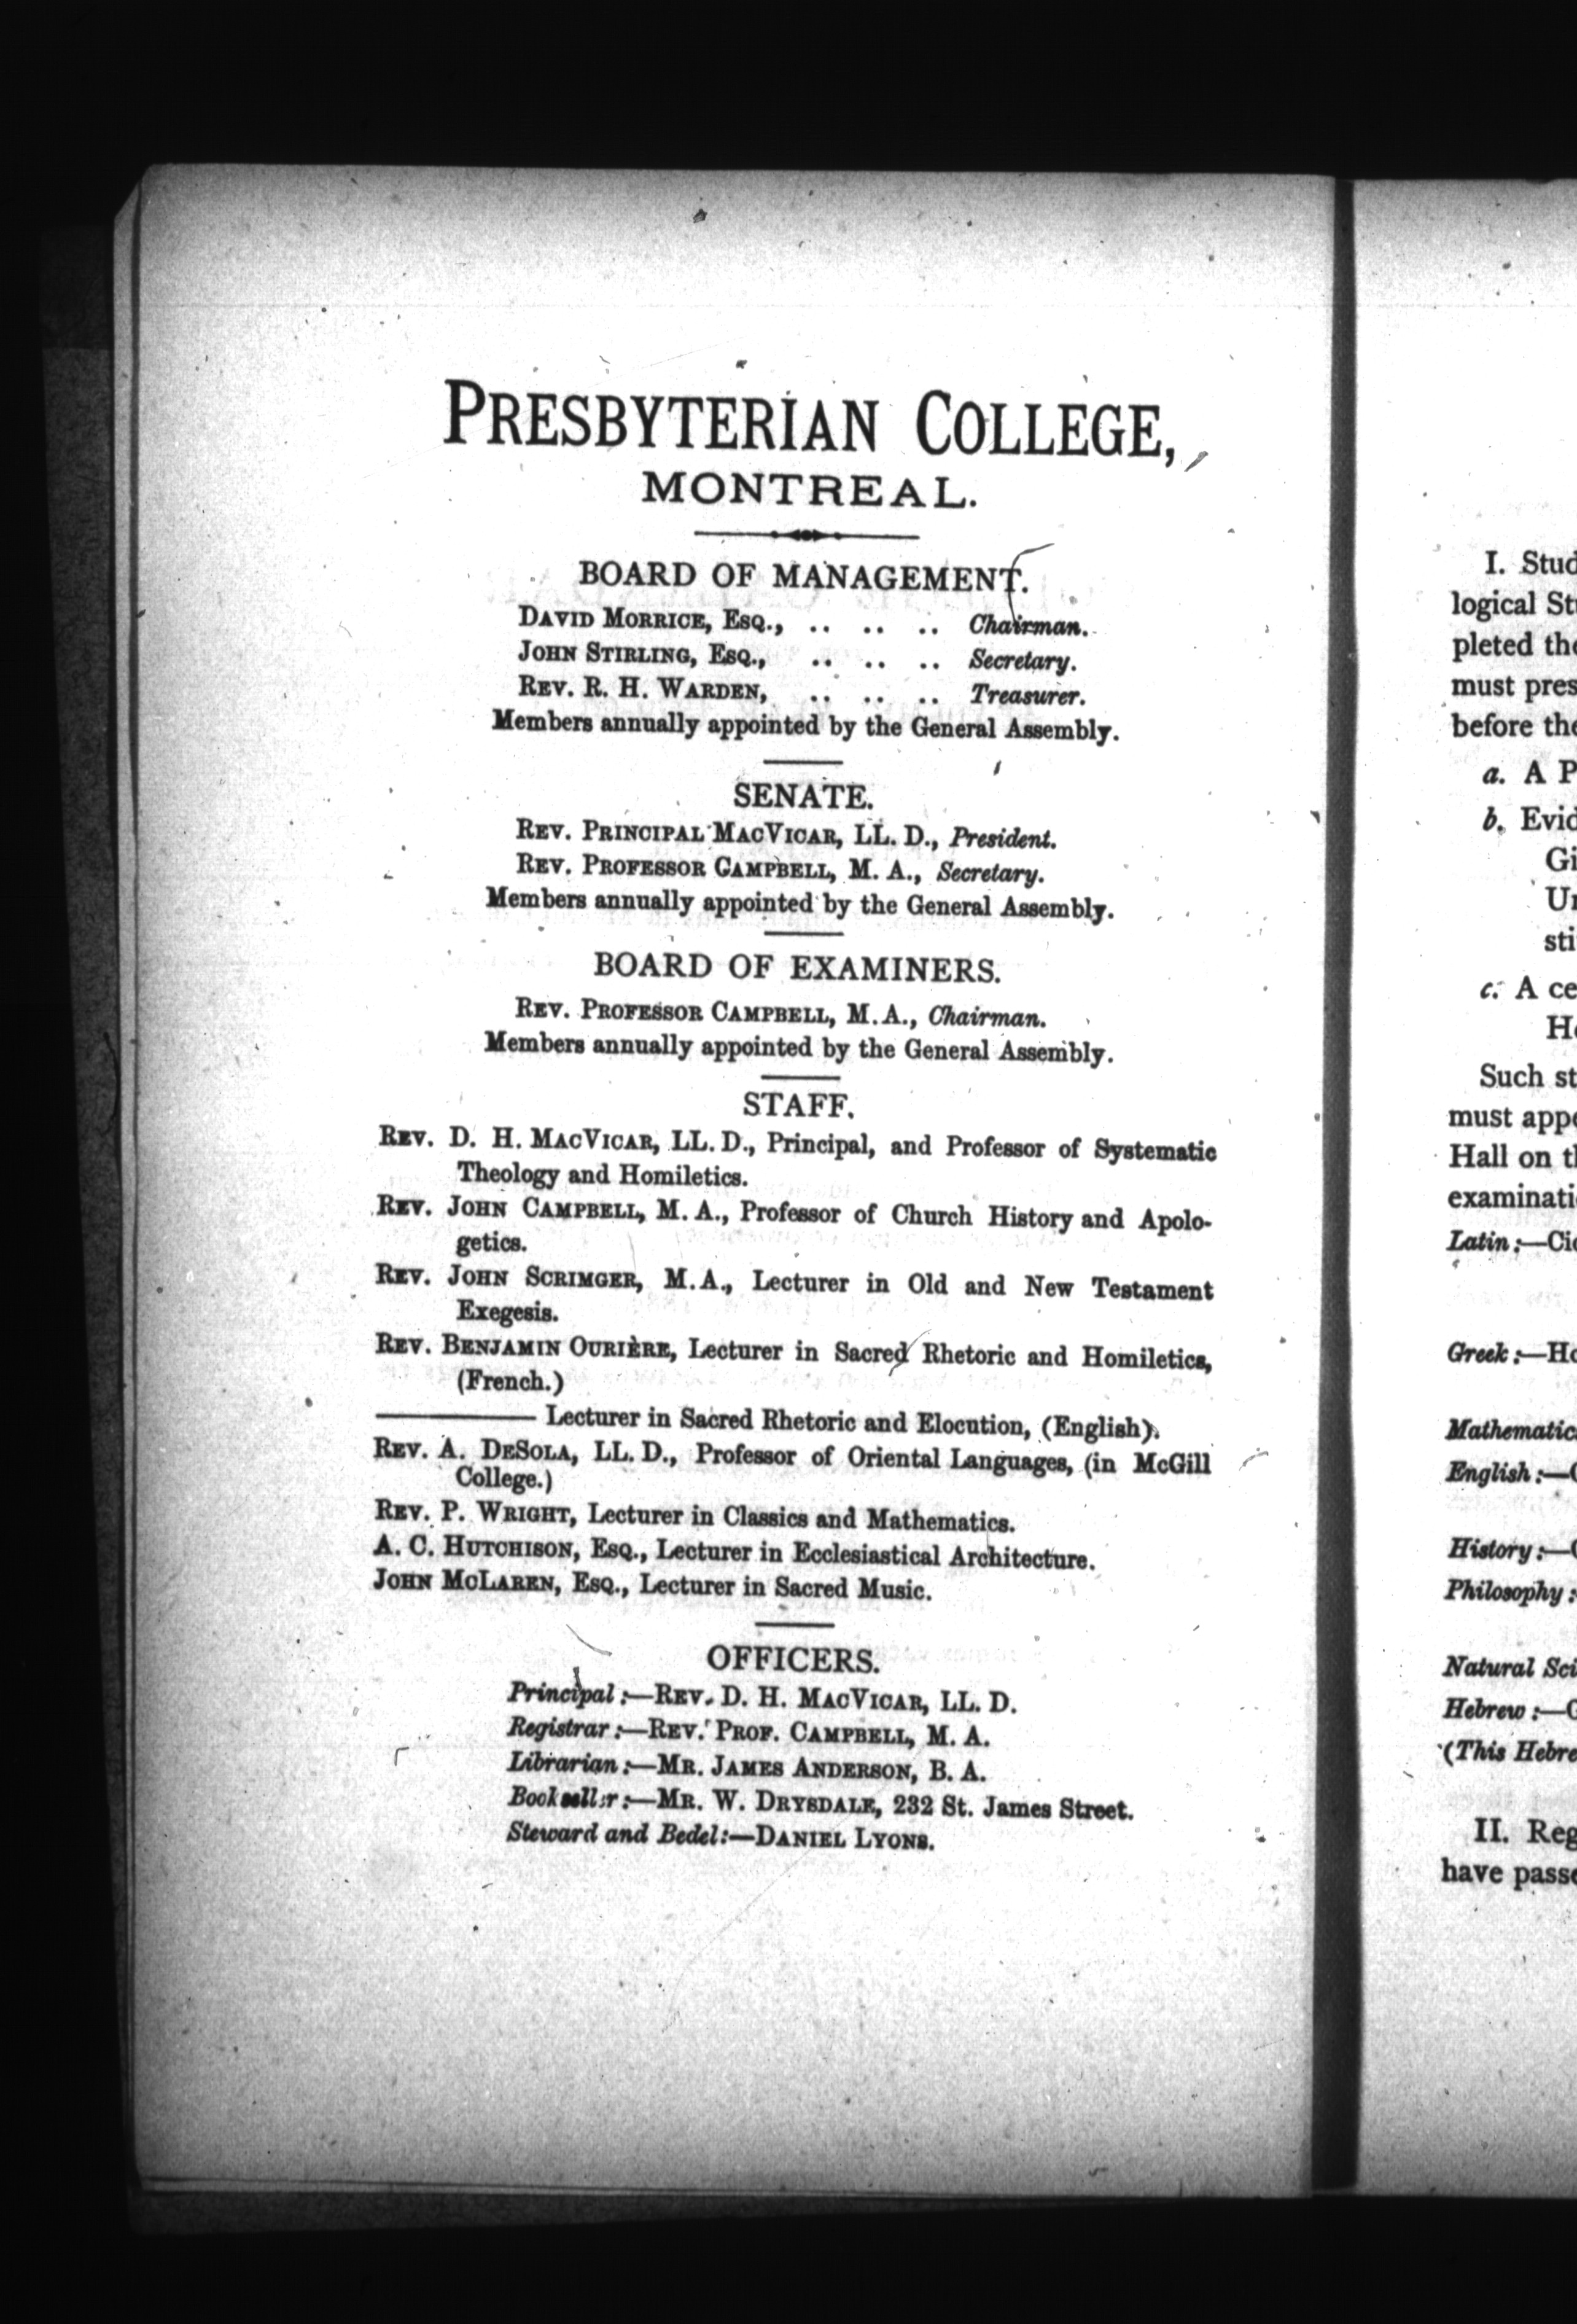 PRESBYTERIAN COLLEGE,
MONTREAL.
BOARD OF MANAGEMENT.
DAVID MORRICE, ESQ., .. .. .. Chairman.
JOHN STIRLING, ESQ., .. .. .. Secretary.
REV. R. H. WARDEN, .. .. .. Treasurer.
Members annually appointed by the General Assembly.
SENATE.
REV. PRINCIPAL MACVICAR, LL. D., President.
REV. PROFESSOR CAMPBELL, M. A., Secretary.
Members annually appointed by the General Assembly.
BOARD OF EXAMINERS.
REV. PROFESSOR CAMPBELL, M.A., Chairman.
Members annually appointed by the General Assembly.
STAFF.
REV. D. H. MACVICAR, LL. D., Principal, and Professor of Systematic
Theology and Homiletics.
REV. JOHN CAMPBELL, M. A., Professor of Church History and Apolo-
getics.
REV. JOHN SCRIMGER, M.A., Lecturer in Old and New Testament
Exegesis.
REV. BENJAMIN OURIÈRE, Lecturer in Sacred Rhetoric and Homiletics,
(French.)
———— Lecturer in Sacred Rhetoric and Elocution, (English).
REV. A. DESOLA, LL. D., Professor of Oriental Languages, (in McGill
College.)
REV. P. WRIGHT, Lecturer in Classics and Mathematics.
A. C. HUTCHISON, ESQ., Lecturer in Ecclesiastical Architecture.
JOHN MCLAREN, ESQ., Lecturer in Sacred Music.
OFFICERS.
Principal :—REV. D. H. MACVICAR, LL. D.
Registrar :—REV. PROF. CAMPBELL, M. A.
Librarian :—MR. JAMES ANDERSON, B. A.
Bookseller :—MR. W. DRYSDALE, 232 St. James Street.
Steward and Bedel:—DANIEL LYONS.
I. Stud
logical St
pleted the
must pres
before the
a. A P
b. Evid
Gi
Un
sti
c. A ce
Ho
Such st
must appe
Hall on th
examinati
Latin :—Cic
Greek :—Ho
Mathematic
English :—
History :—
Philosophy :
Natural Sci
Hebrew :—
(This Hebre
II. Reg
have passe